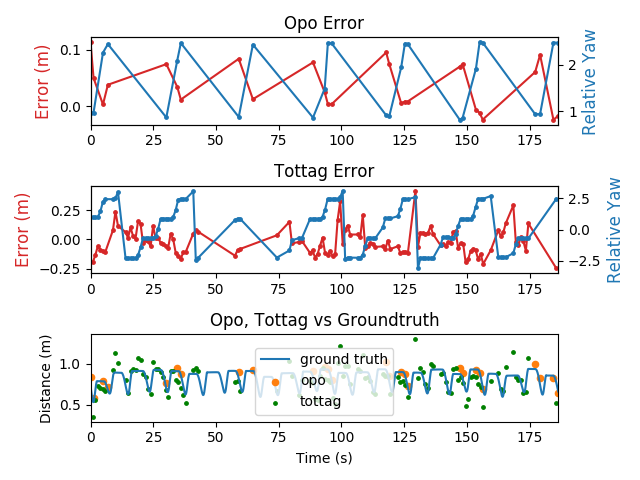 Opo Error
Error (m)
0.1
0.0
2
1
Relative Yaw
0 25 50 75 100 125 150 175
Tottag Error
Error (m)
0.25
0.00
−0.25
2.5
0.0
−2.5
Relative Yaw
0 25 50 75 100 125 150 175
Opo, Tottag vs Groundtruth
Distance (m)
1.0
0.5
ground truth
opo
tottag
0 25 50 75 100 125 150 175
Time (s)